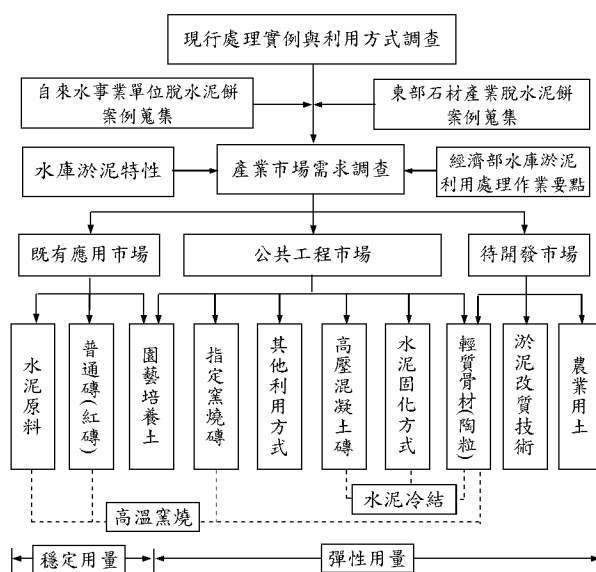 現行處理實例與利用方式調查
自來水事業單位脫水泥餅
案例蒐集
東部石材產業脫水泥餅
案例蒐集
水庫淤泥特性
產業市場需求調查
經濟部水庫淤泥
利用處理作業要點
既有應用市場
公共工程市場
待開發市場
水泥原料
普通磚(紅磚)
園藝培養土
指定窯燒磚
其他利用方式
高壓混凝土磚
水泥固化方式
輕質骨材(陶粒)
淤泥改質技術
農業用土
水泥冷結
高溫窯燒
穩定用量
彈性用量